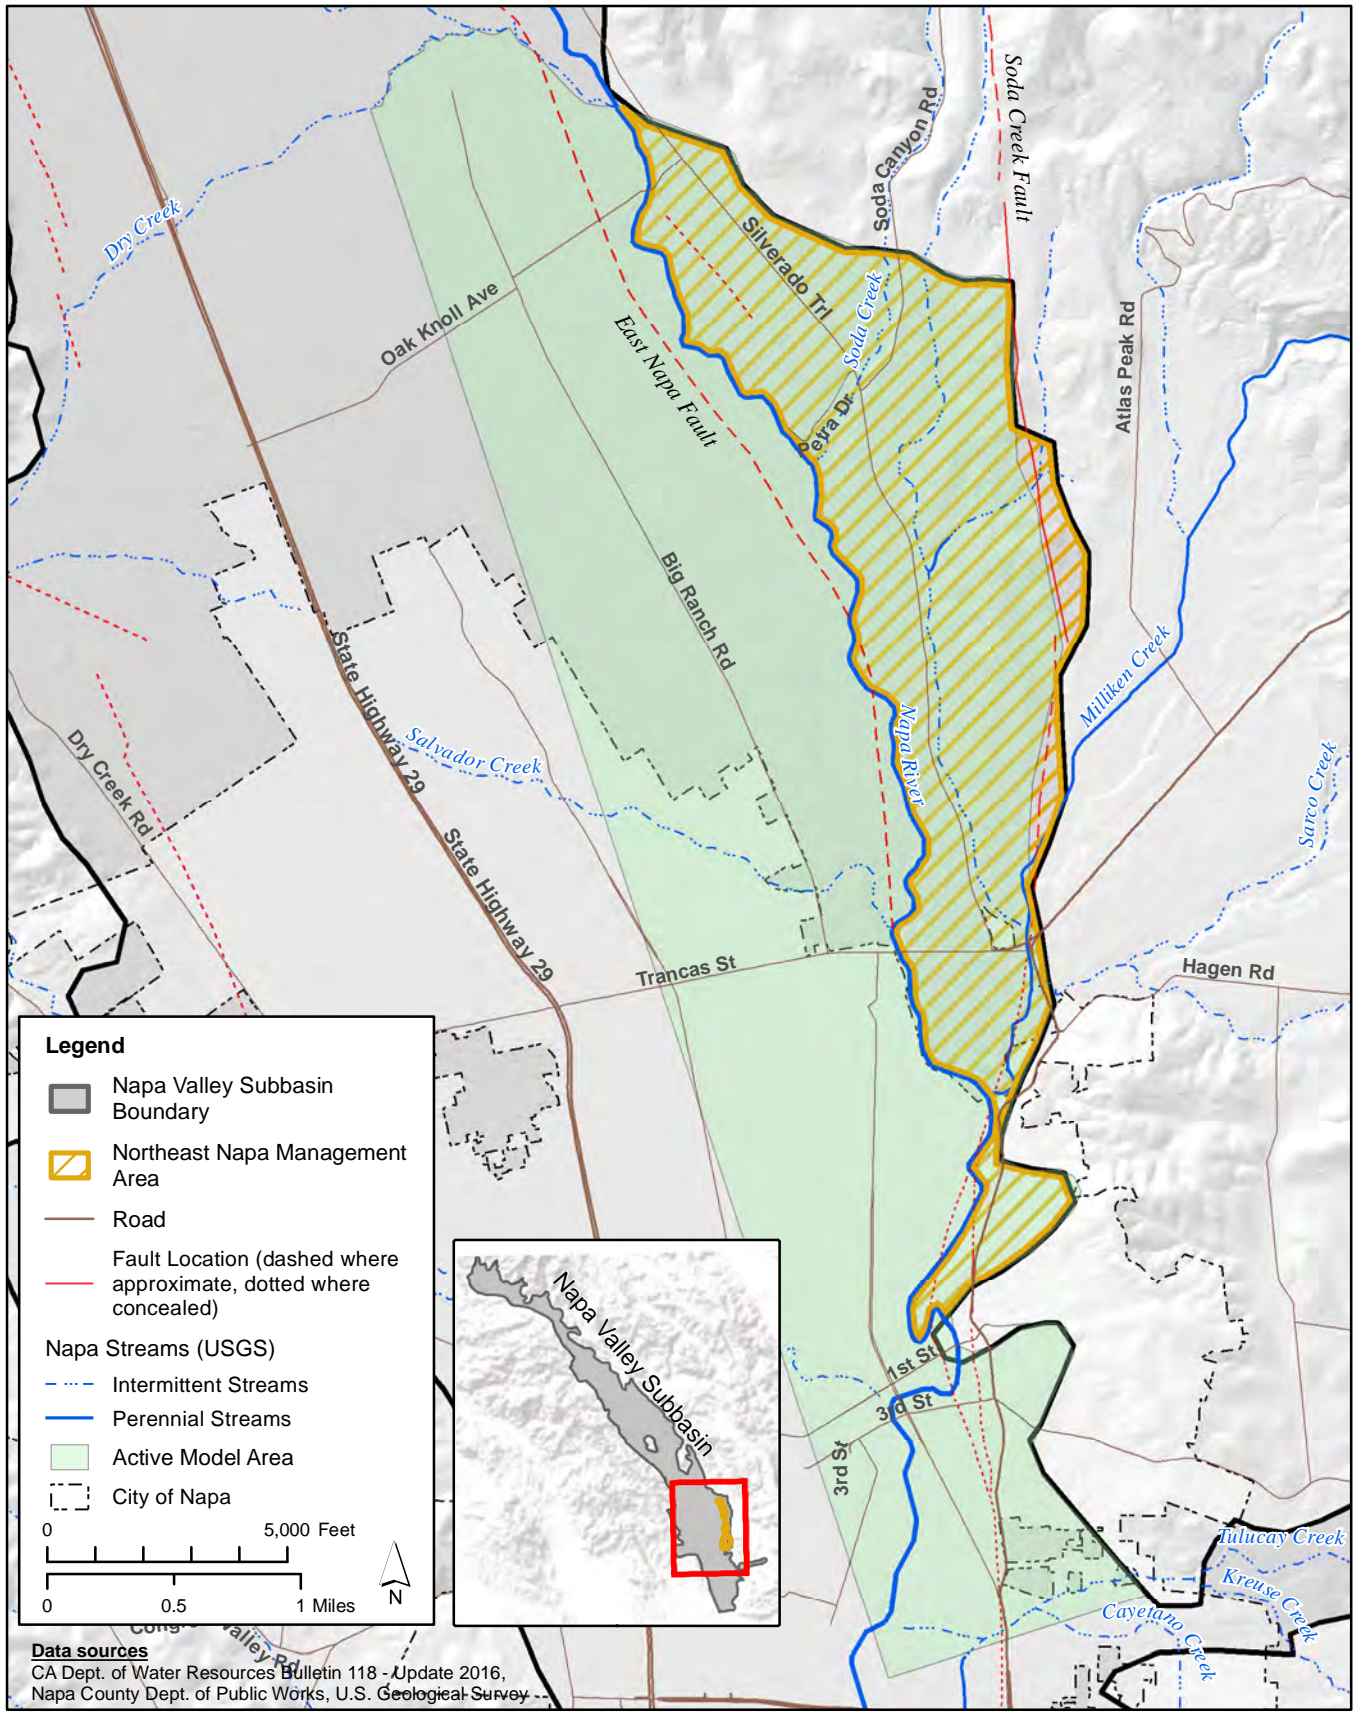 Soda Creek Fault
Soda Canyon Rd
Dry Creek
Silverado Trl
Soda Creek
Oak Knoll Ave
East Napa Fault
Atlas Peak Rd
Petra Dr
Big Ranch Rd
State Highway 29
Milliken Creek
Napa River
Salvador Creek
Dry Creek Rd
Sarco Creek
State Highway 29
Trancas St
Hagen Rd
1st St
3rd St
3rd St
Tulucay Creek
Kreuse Creek
Cayetano Creek
Legend
Napa Valley Subbasin
Boundary
Northeast Napa Management
Area
Road
Fault Location (dashed where
approximate, dotted where
concealed)
Napa Streams (USGS)
Intermittent Streams
Perennial Streams
Active Model Area
City of Napa
0 5,000 Feet
0 0.5 1 Miles
N
Napa Valley Subbasin
Valley Rd
Data sources
CA Dept. of Water Resources Bulletin 118 - Update 2016,
Napa County Dept. of Public Works, U.S. Geological Survey